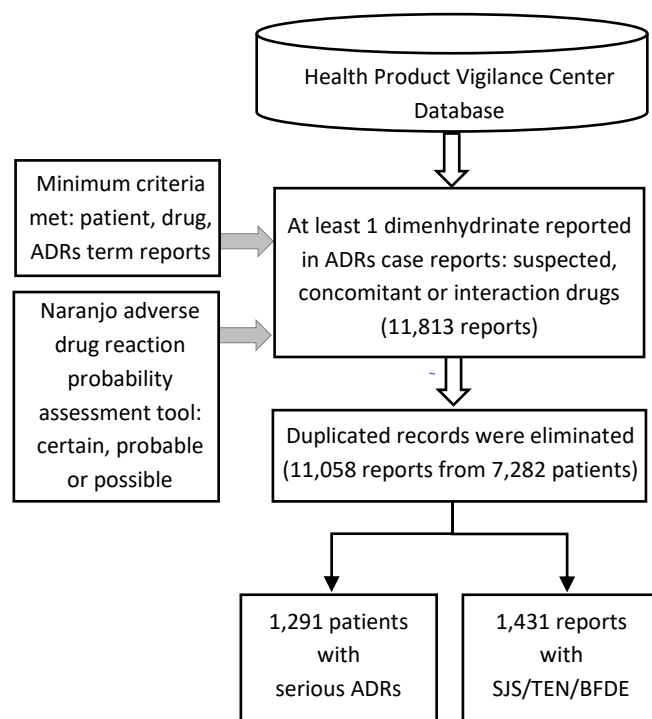 Health Product Vigilance Center
Database
Minimum criteria
met: patient, drug,
ADRs term reports
At least 1 dimenhydrinate reported
in ADRs case reports: suspected,
concomitant or interaction drugs
(11,813 reports)
Naranjo adverse
drug reaction
probability
assessment tool:
certain, probable
or possible
Duplicated records were eliminated
(11,058 reports from 7,282 patients)
1,291 patients
with
serious ADRs
1,431 reports
with
SJS/TEN/BFDE